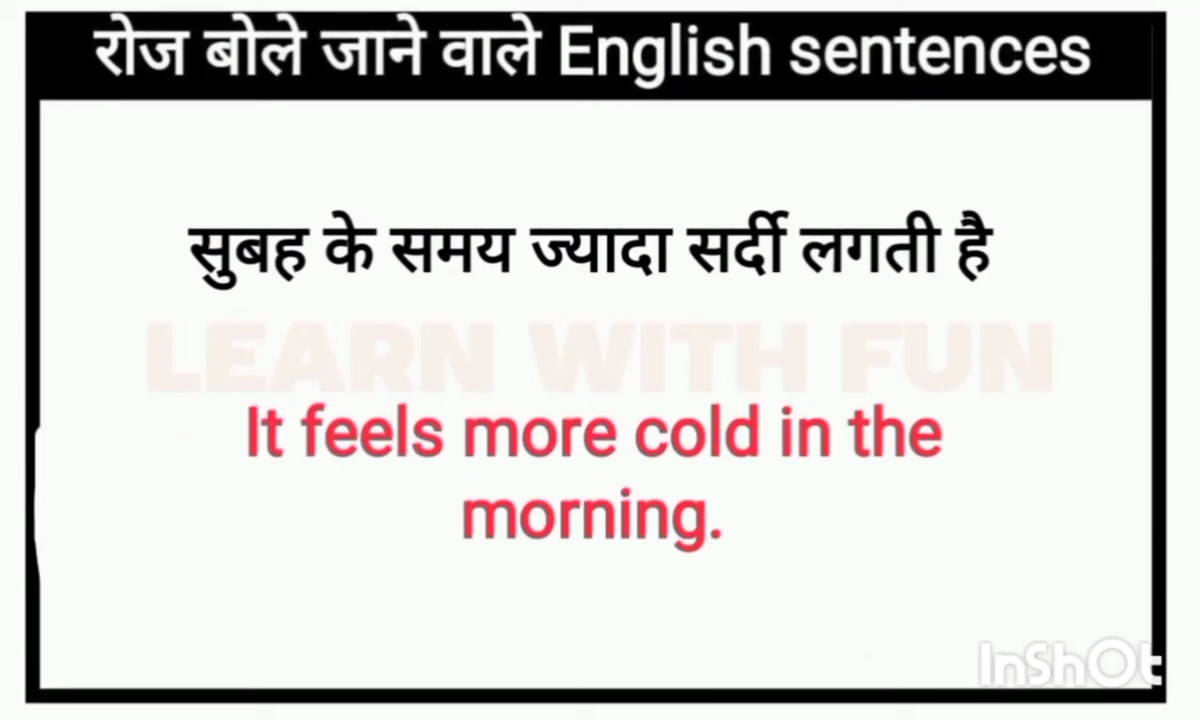 रोज बोले जाने वाले English sentences
सुबह के समय ज्यादा सर्दी लगती है
LEARN WITH FUN
It feels more cold in the
morning.
InShOt